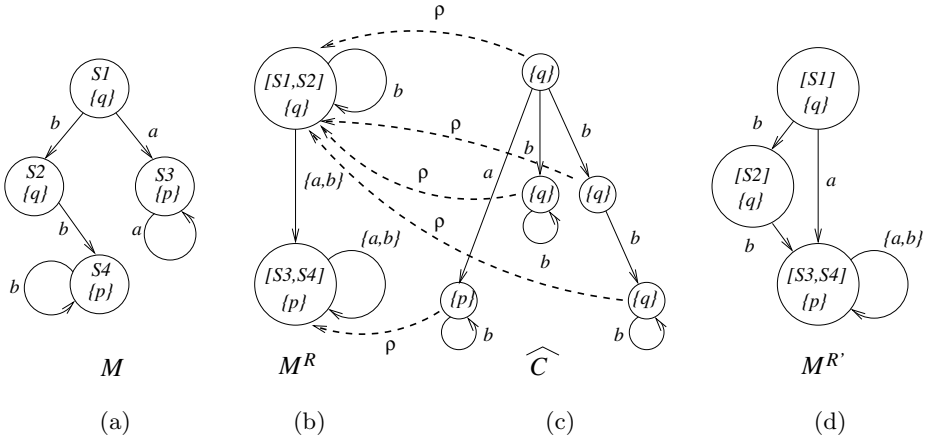 ρ
S1
{q}
b
a
S2
{q}
S3
{p}
b
a
S4
{p}
b
M
(a)
[S1,S2]
{q}
b
{a,b}
[S3,S4]
{p}
{a,b}
M^R
(b)
{q}
a
b
b
ρ
ρ
ρ
{q}
b
{q}
b
{p}
b
{q}
b
ρ
Ĉ
(c)
[S1]
{q}
b
a
[S2]
{q}
b
[S3,S4]
{p}
{a,b}
M^R'
(d)